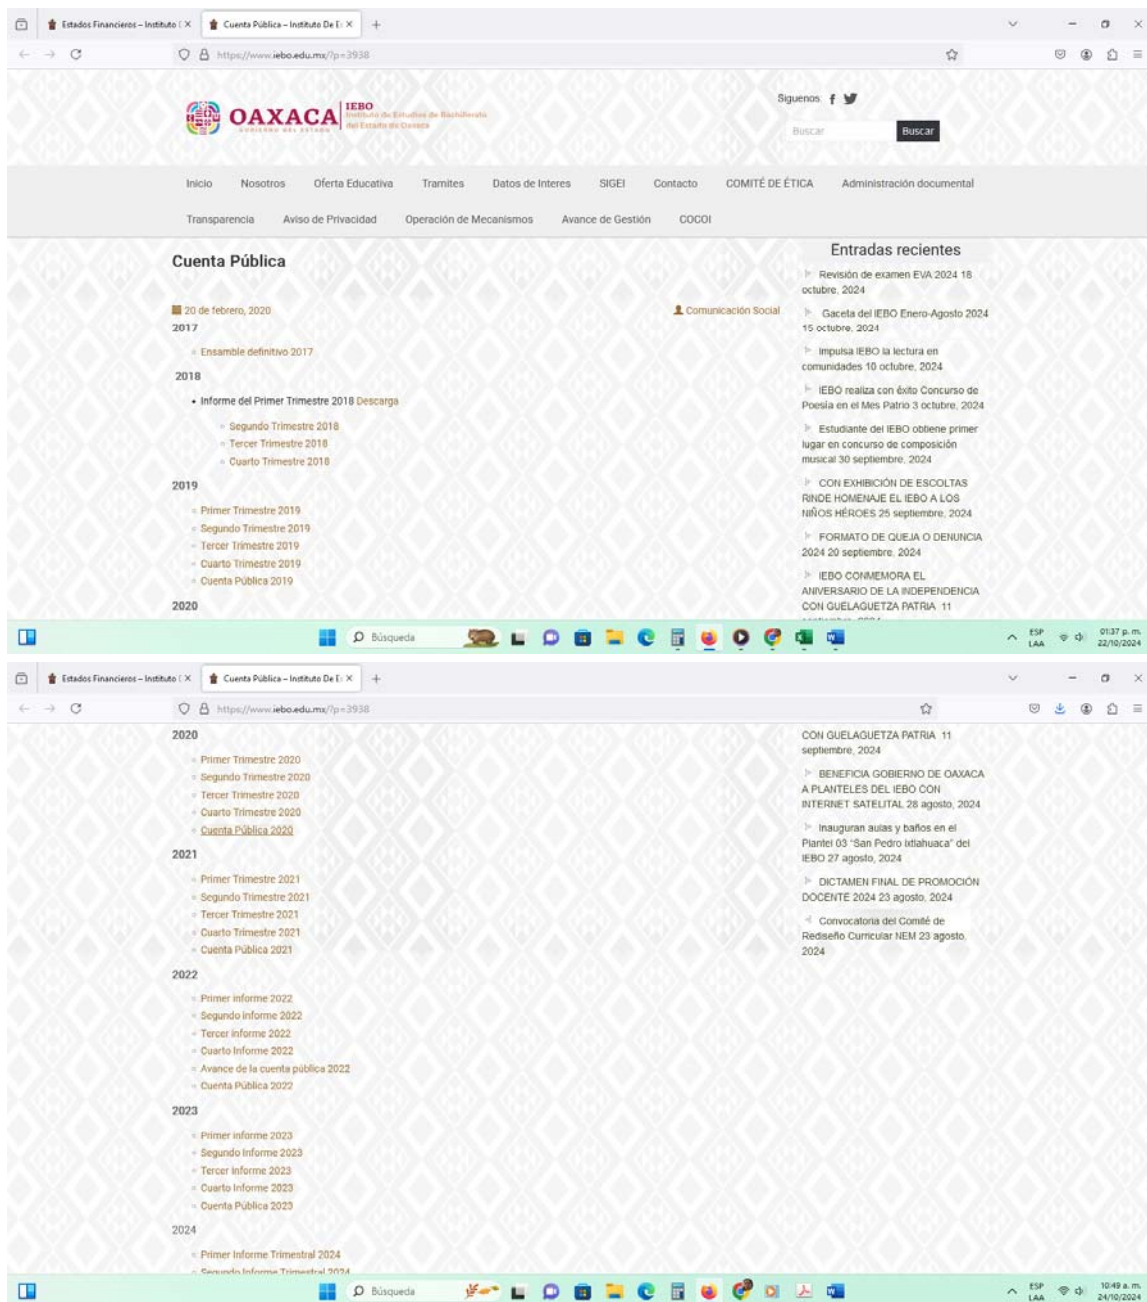 Estados Financieros – Instituto
Cuenta Pública – Instituto De E
https://www.iebo.edu.mx/?p=3938
OAXACA
GOBIERNO DEL ESTADO
IEBO
Instituto de Estudios de Bachillerato
del Estado de Oaxaca
Siguenos:
Buscar
Buscar
Inicio Nosotros Oferta Educativa Tramites Datos de Interes SIGEI Contacto COMITÉ DE ÉTICA Administración documental
Transparencia Aviso de Privacidad Operación de Mecanismos Avance de Gestión COCOI
Cuenta Pública
20 de febrero, 2020
Comunicación Social
2017
Ensamble definitivo 2017
2018
Informe del Primer Trimestre 2018 Descarga
Segundo Trimestre 2018
Tercer Trimestre 2018
Cuarto Trimestre 2018
2019
Primer Trimestre 2019
Segundo Trimestre 2019
Tercer Trimestre 2019
Cuarto Trimestre 2019
Cuenta Pública 2019
2020
Entradas recientes
Revisión de examen EVA 2024 18
octubre, 2024
Gaceta del IEBO Enero-Agosto 2024
15 octubre, 2024
Impulsa IEBO la lectura en
comunidades 10 octubre, 2024
IEBO realiza con éxito Concurso de
Poesía en el Mes Patrio 3 octubre, 2024
Estudiante del IEBO obtiene primer
lugar en concurso de composición
musical 30 septiembre, 2024
CON EXHIBICIÓN DE ESCOLTAS
RINDE HOMENAJE EL IEBO A LOS
NIÑOS HÉROES 25 septiembre, 2024
FORMATO DE QUEJA O DENUNCIA
2024 20 septiembre, 2024
IEBO CONMEMORA EL
ANIVERSARIO DE LA INDEPENDENCIA
CON GUELAGUETZA PATRIA 11
septiembre, 2024
Búsqueda
ESP
LAA
01:37 p. m.
22/10/2024
Estados Financieros – Instituto
Cuenta Pública – Instituto De E
https://www.iebo.edu.mx/?p=3938
2020
Primer Trimestre 2020
Segundo Trimestre 2020
Tercer Trimestre 2020
Cuarto Trimestre 2020
Cuenta Pública 2020
2021
Primer Trimestre 2021
Segundo Trimestre 2021
Tercer Trimestre 2021
Cuarto Trimestre 2021
Cuenta Pública 2021
2022
Primer informe 2022
Segundo informe 2022
Tercer informe 2022
Cuarto Informe 2022
Avance de la cuenta pública 2022
Cuenta Pública 2022
2023
Primer informe 2023
Segundo Informe 2023
Tercer Informe 2023
Cuarto Informe 2023
Cuenta Pública 2023
2024
Primer Informe Trimestral 2024
Segundo Informe Trimestral 2024
CON GUELAGUETZA PATRIA 11
septiembre, 2024
BENEFICIA GOBIERNO DE OAXACA
A PLANTELES DEL IEBO CON
INTERNET SATELITAL 28 agosto, 2024
Inauguran aulas y baños en el
Plantel 03 “San Pedro Ixtlahuaca” del
IEBO 27 agosto, 2024
DICTAMEN FINAL DE PROMOCIÓN
DOCENTE 2024 23 agosto, 2024
Convocatoria del Comité de
Rediseño Curricular NEM 23 agosto,
2024
Búsqueda
ESP
LAA
10:49 a. m.
24/10/2024